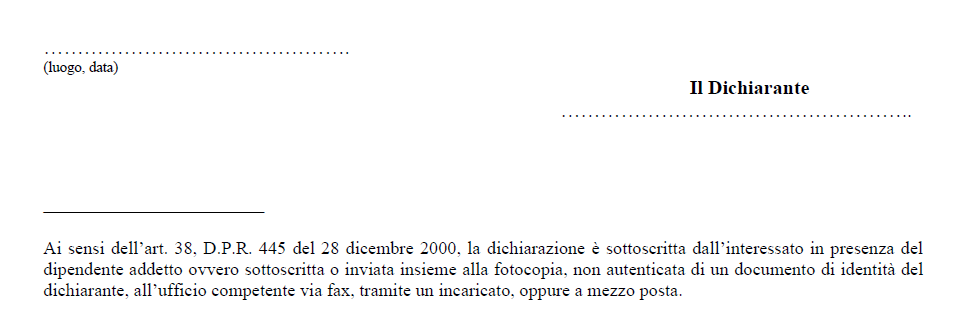 ………………………………………….
(luogo, data)
Il Dichiarante
…………………………………………….
Ai sensi dell’art. 38, D.P.R. 445 del 28 dicembre 2000, la dichiarazione è sottoscritta dall’interessato in presenza del
dipendente addetto ovvero sottoscritta o inviata insieme alla fotocopia, non autenticata di un documento di identità del
dichiarante, all’ufficio competente via fax, tramite un incaricato, oppure a mezzo posta.